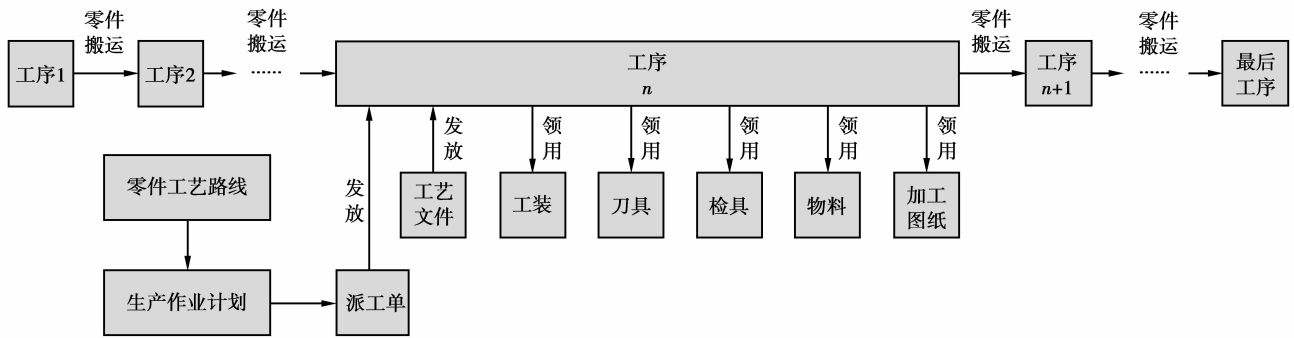 零件
搬运
零件
搬运
零件
搬运
零件
搬运
工序1
工序2
……
工序
n
工序
n+1
……
最后
工序
发放
领用
领用
领用
领用
领用
零件工艺路线
发放
工艺
文件
工装
刀具
检具
物料
加工
图纸
生产作业计划
派工单